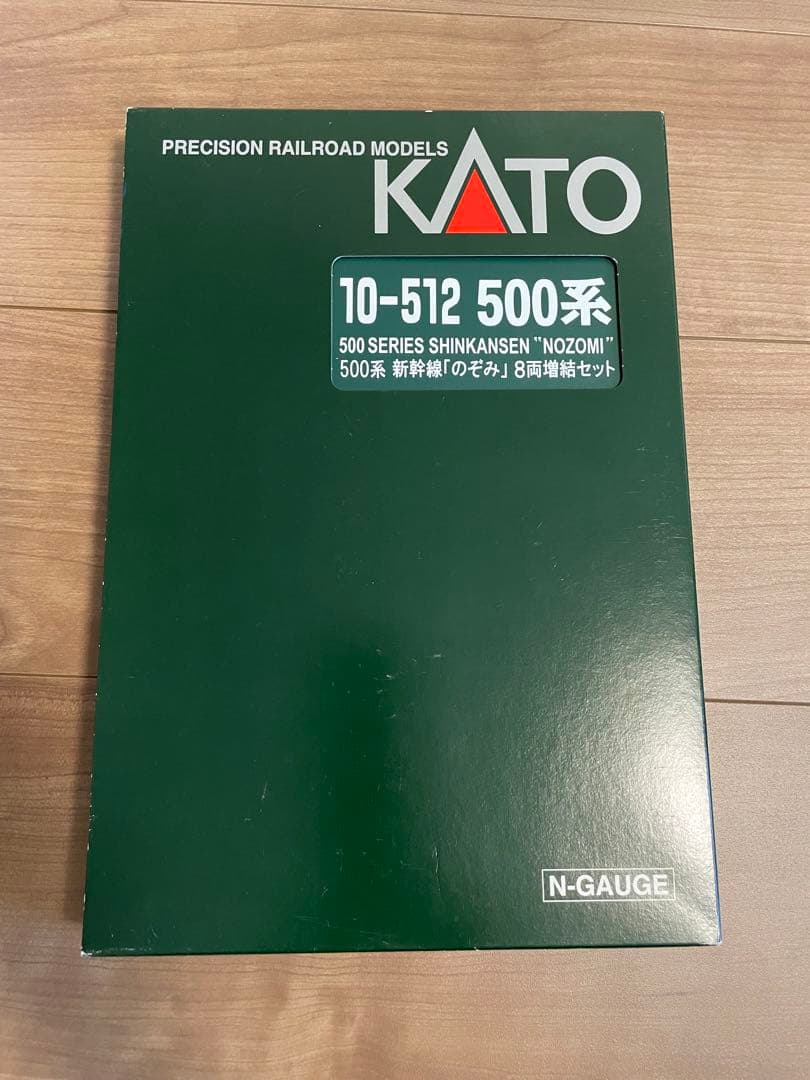 PRECISION RAILROAD MODELS
KATO
10-512 500系
500 SERIES SHINKANSEN "NOZOMI"
500系 新幹線「のぞみ」 8両増結セット
N-GAUGE